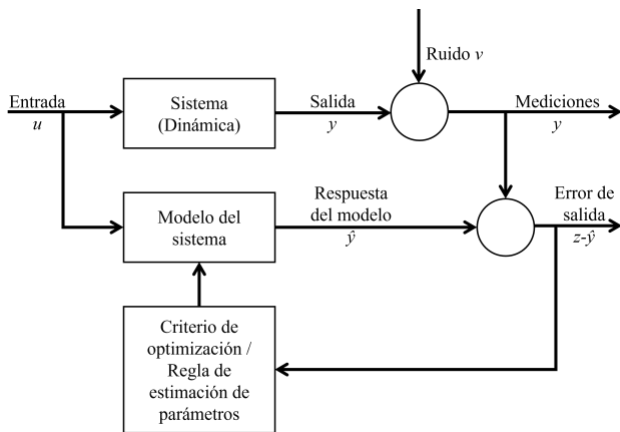 Ruido v
Entrada
u
Sistema
(Dinámica)
Salida
y
Mediciones
y
Modelo del
sistema
Respuesta
del modelo
ŷ
Error de
salida
z-ŷ
Criterio de
optimización /
Regla de
estimación de
parámetros